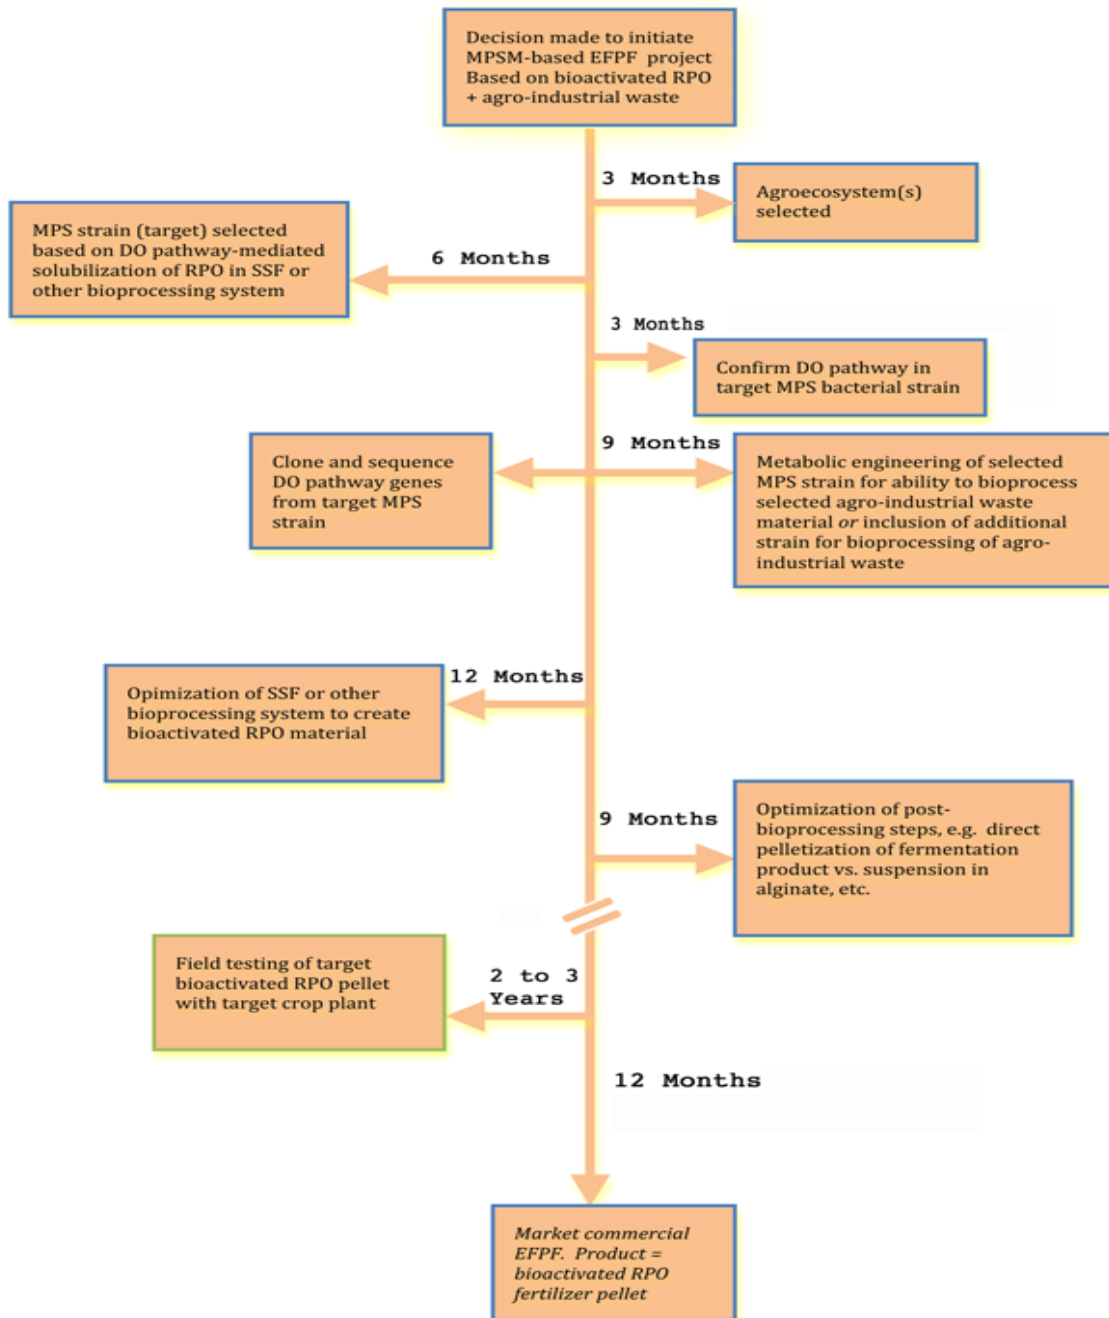 Decision made to initiate
MPSM-based EFPF project
Based on bioactivated RPO
+ agro-industrial waste
3 Months
Agroecosystem(s)
selected
MPS strain (target) selected
based on DO pathway-mediated
solubilization of RPO in SSF or
other bioprocessing system
6 Months
3 Months
Confirm DO pathway in
target MPS bacterial strain
9 Months
Clone and sequence
DO pathway genes
from target MPS
strain
Metabolic engineering of selected
MPS strain for ability to bioprocess
selected agro-industrial waste
material or inclusion of additional
strain for bioprocessing of agro-
industrial waste
12 Months
Opimization of SSF or other
bioprocessing system to create
bioactivated RPO material
9 Months
Optimization of post-
bioprocessing steps, e.g. direct
pelletization of fermentation
product vs. suspension in
alginate, etc.
Field testing of target
bioactivated RPO pellet
with target crop plant
2 to 3
Years
12 Months
Market commercial
EFPF. Product =
bioactivated RPO
fertilizer pellet